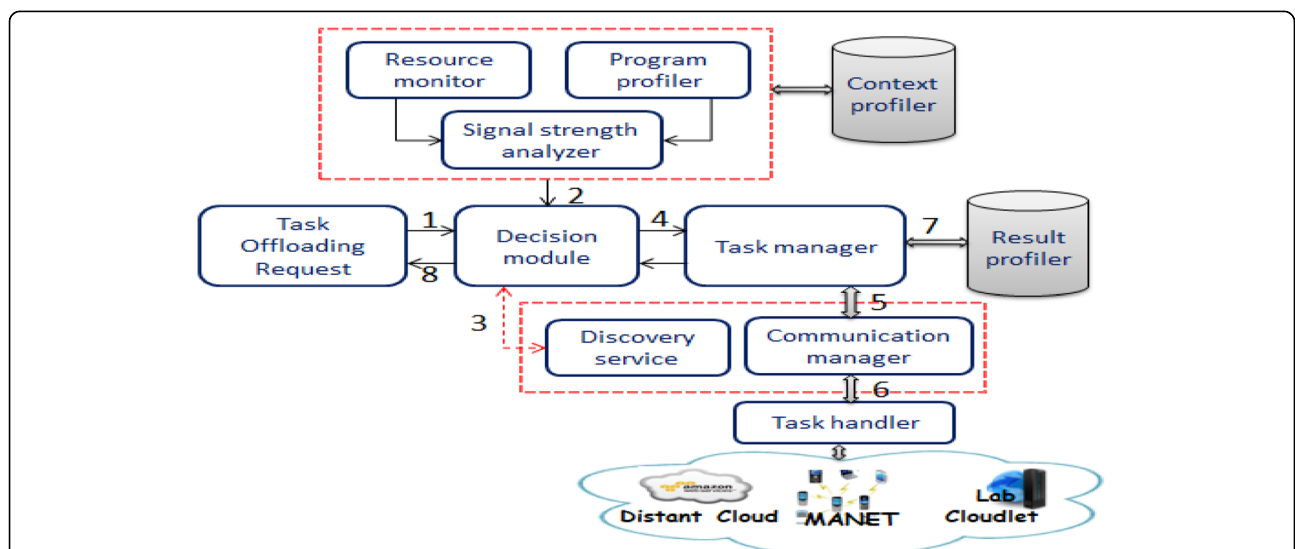 Resource
monitor
Program
profiler
Context
profiler
Signal strength
analyzer
2
Task
Offloading
Request
1
8
Decision
module
4
Task manager
7
Result
profiler
3
5
Discovery
service
Communication
manager
6
Task handler
amazon
Distant Cloud
MANET
Lab
Cloudlet